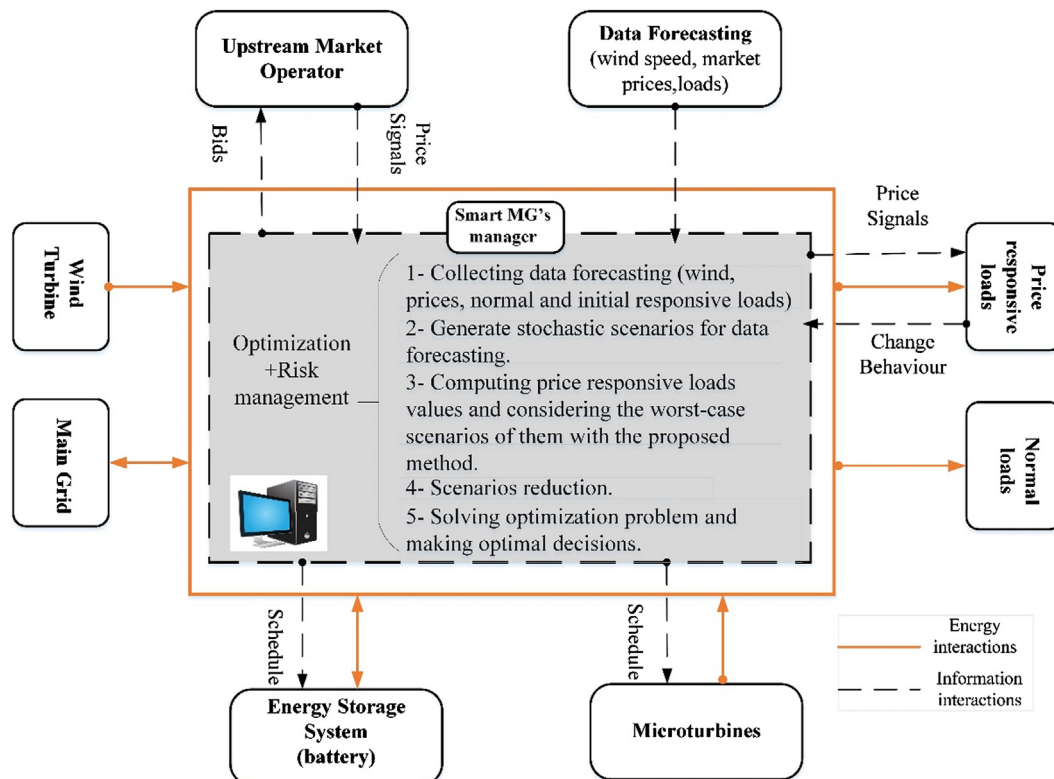 Upstream Market
Operator
Data Forecasting
(wind speed, market
prices,loads)
Bids
Price
Signals
Smart MG's
manager
Wind
Turbine
Main Grid
Optimization
+Risk
management
1- Collecting data forecasting (wind,
prices, normal and initial responsive loads)
2- Generate stochastic scenarios for data
forecasting.
3- Computing price responsive loads
values and considering the worst-case
scenarios of them with the proposed
method.
4- Scenarios reduction.
5- Solving optimization problem and
making optimal decisions.
Price
Signals
Price
responsive
loads
Change
Behaviour
Normal
loads
Schedule
Schedule
Energy Storage
System
(battery)
Microturbines
Energy
interactions
Information
interactions